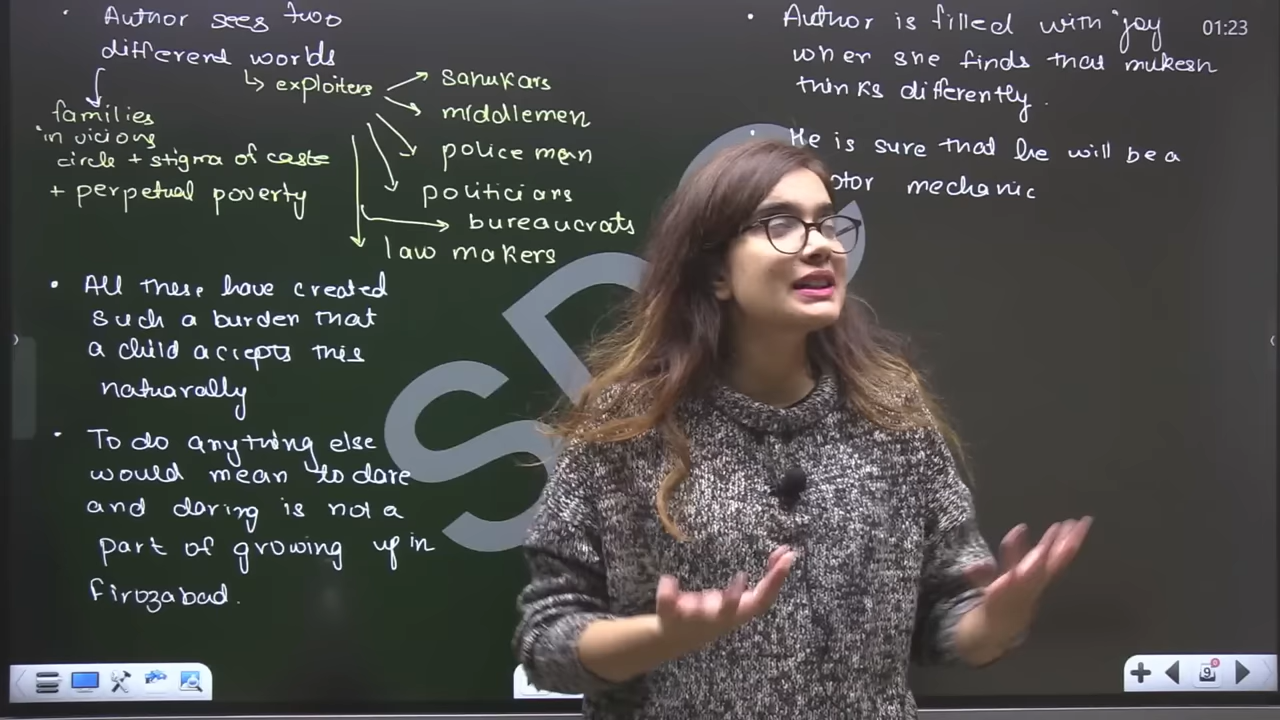 Author sees two
different worlds
families
in vicious
circle + stigma of caste
+ perpetual poverty
exploiters
sahukars
middlemen
police men
politicians
bureaucrats
law makers
All these have created
such a burder that
a child accepts this
naturally
To do anything else
would mean to dare
and daring is not a
part of growing up in
firozabad.
Author is filled with joy
when she finds that mukesh
thinks differently.
He is sure that he will be a
otor mechanic
01:23
9